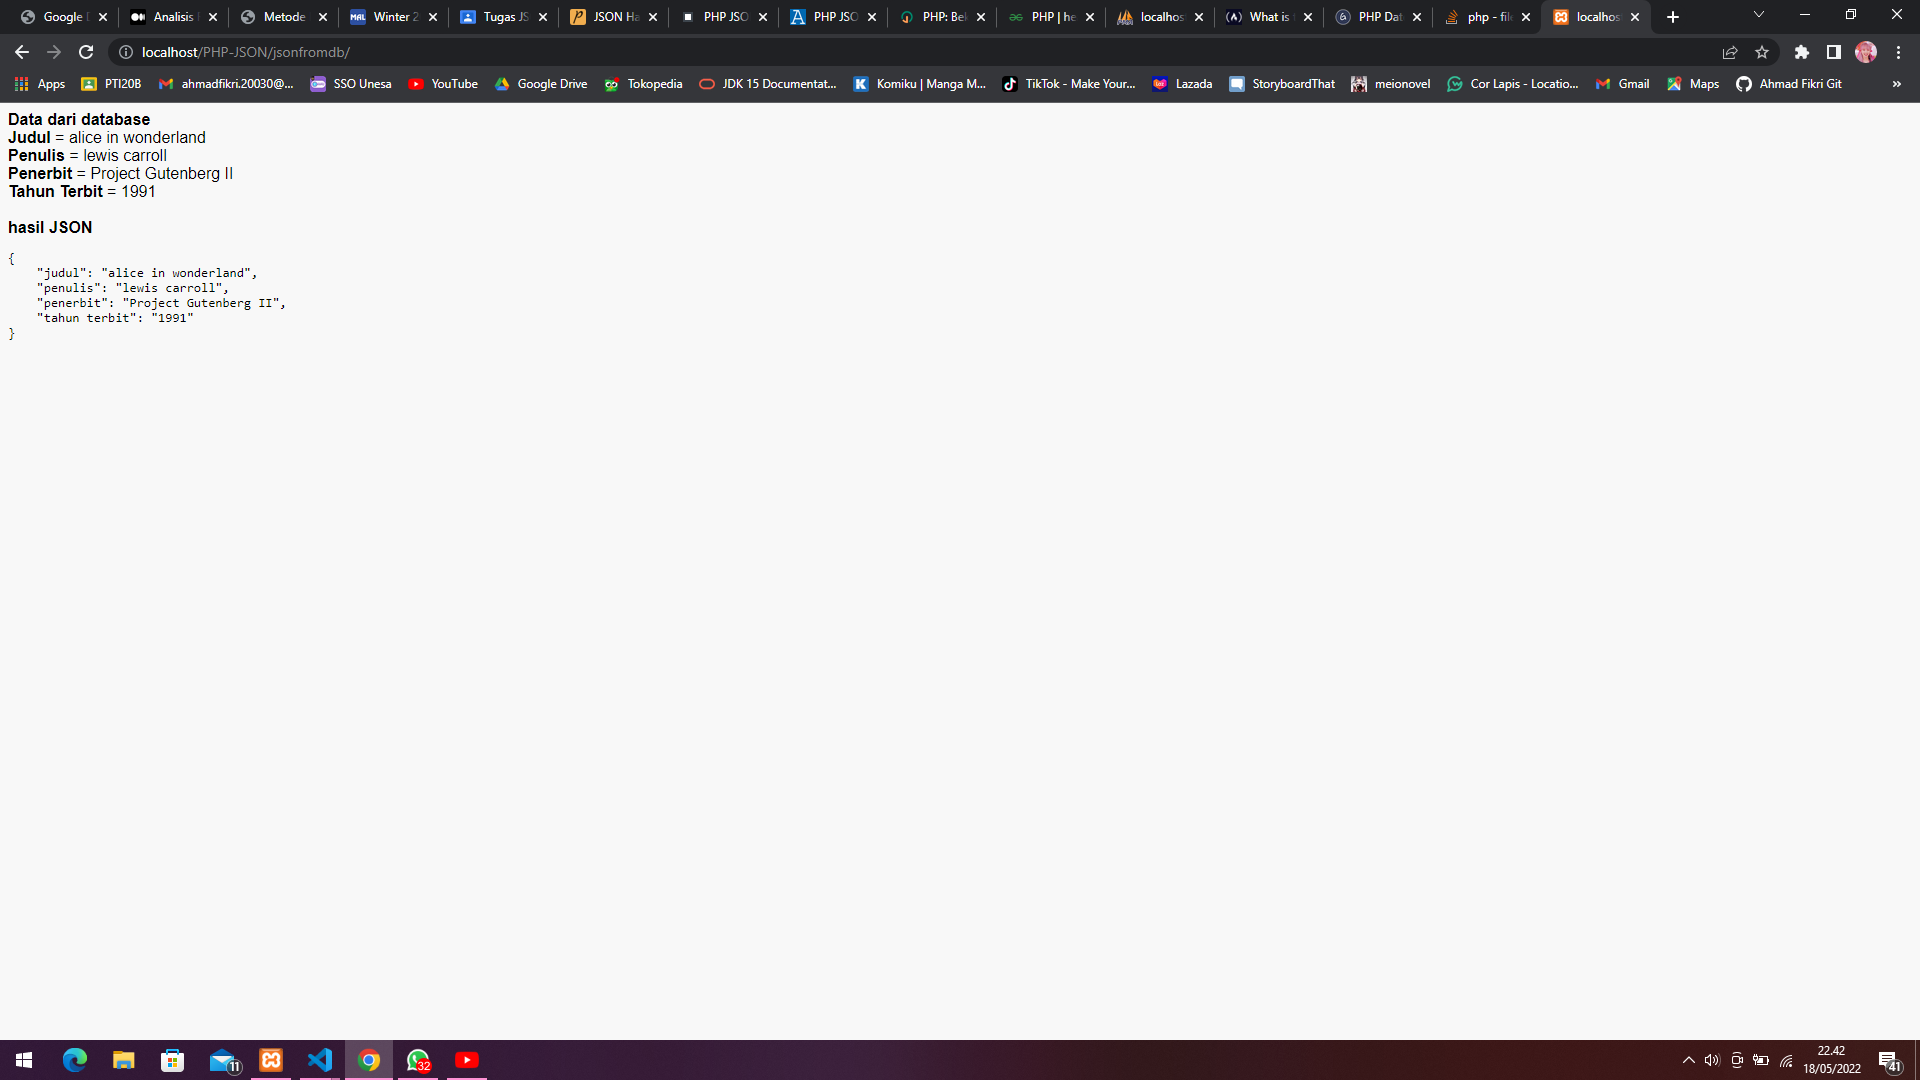 Google D
Analisis P
Metode
Winter 2
Tugas JS
JSON Ha
PHP JSO
PHP JSO
PHP: Bel
PHP | he
localhos
What is
PHP Dat
php - file
localhos
localhost/PHP-JSON/jsonfromdb/
Apps
PTI20B
ahmadfikri.20030@...
SSO Unesa
YouTube
Google Drive
Tokopedia
JDK 15 Documentat...
Komiku | Manga M...
TikTok - Make Your...
Lazada
StoryboardThat
meionovel
Cor Lapis - Locatio...
Gmail
Maps
Ahmad Fikri Git
»
Data dari database
Judul = alice in wonderland
Penulis = lewis carroll
Penerbit = Project Gutenberg II
Tahun Terbit = 1991
hasil JSON
{
"judul": "alice in wonderland",
"penulis": "lewis carroll",
"penerbit": "Project Gutenberg II",
"tahun terbit": "1991"
}
11
32
22.42
18/05/2022
41